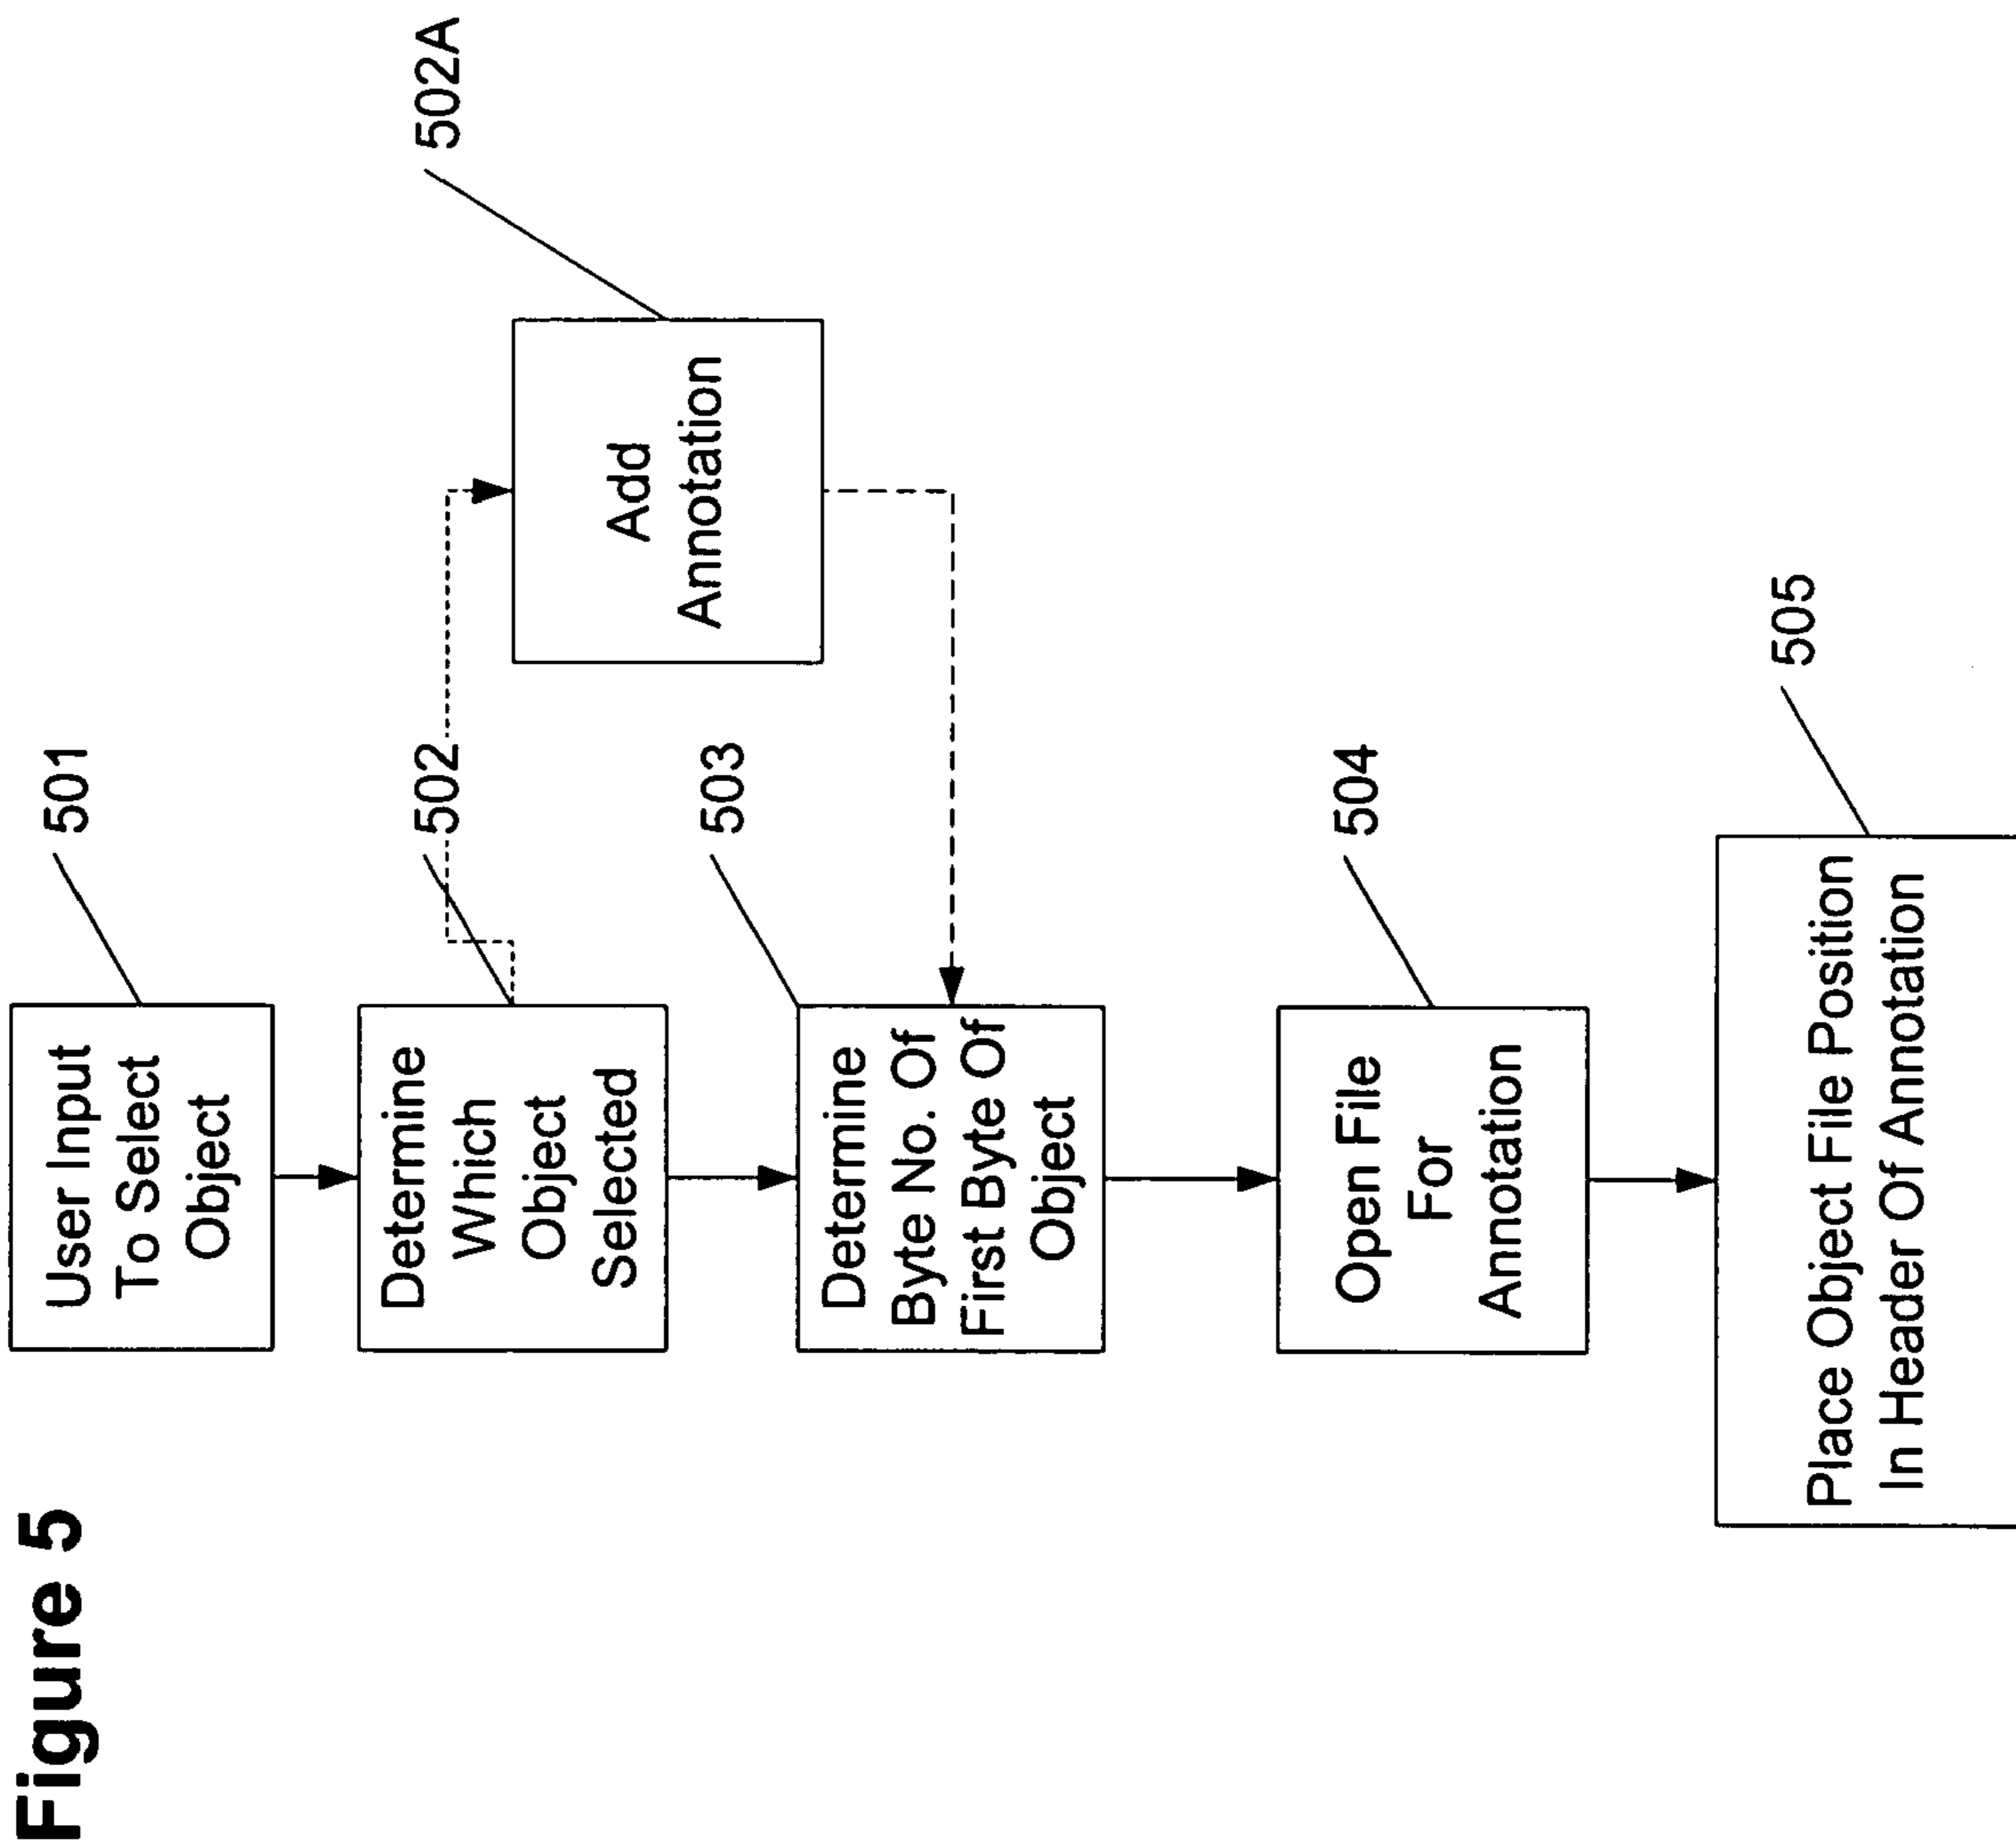 Figure 5
User Input
To Select
Object
501
Determine
Which
Object
Selected
502
Add
Annotation
502A
Determine
Byte No. Of
First Byte Of
Object
503
Open File
For
Annotation
504
Place Object File Position
In Header Of Annotation
505